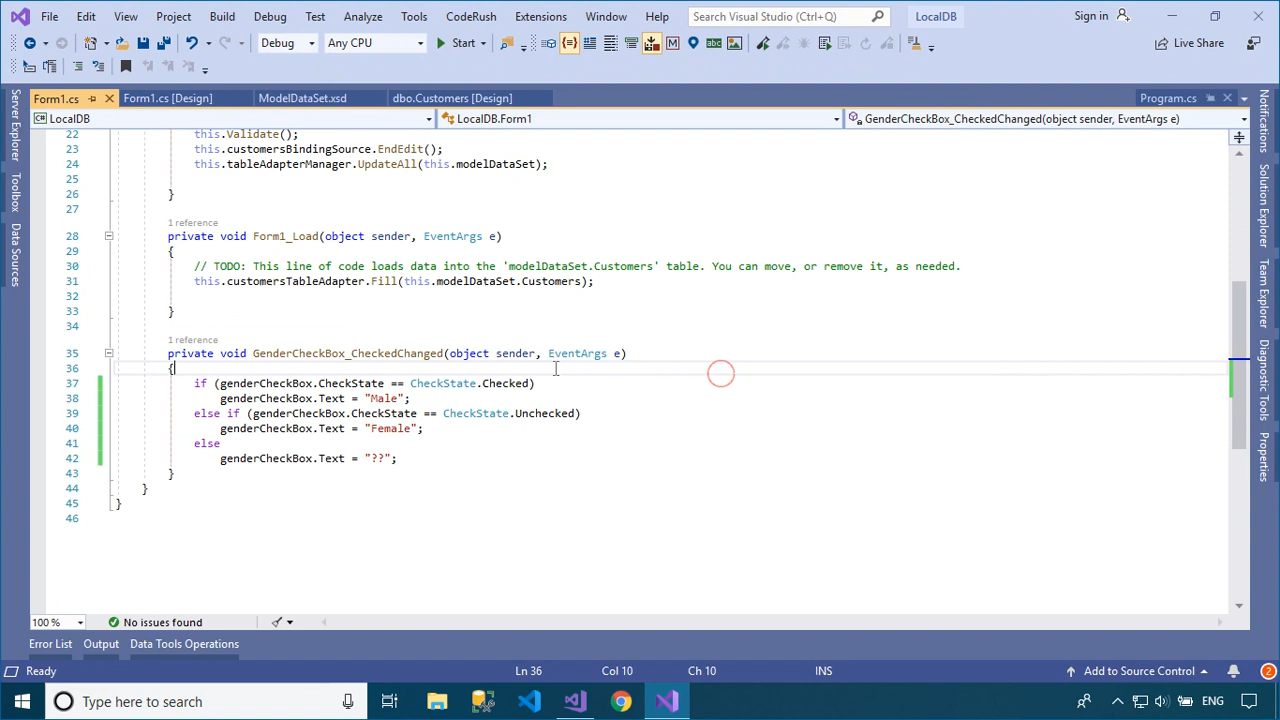 File Edit View Project Build Debug Test Analyze Tools CodeRush Extensions Window Help Search Visual Studio (Ctrl+Q) LocalDB Sign in
Debug Any CPU Start Live Share
Form1.cs Form1.cs [Design] ModelDataSet.xsd dbo.Customers [Design] Program.cs
LocalDB LocalDB.Form1 GenderCheckBox_CheckedChanged(object sender, EventArgs e)
Server Explorer
Toolbox
Data Sources
22 this.Validate();
23 this.customersBindingSource.EndEdit();
24 this.tableAdapterManager.UpdateAll(this.modelDataSet);
25
26 }
27
1 reference
28 private void Form1_Load(object sender, EventArgs e)
29 {
30 // TODO: This line of code loads data into the 'modelDataSet.Customers' table. You can move, or remove it, as needed.
31 this.customersTableAdapter.Fill(this.modelDataSet.Customers);
32
33 }
34
1 reference
35 private void GenderCheckBox_CheckedChanged(object sender, EventArgs e)
36 {
37 if (genderCheckBox.CheckState == CheckState.Checked)
38 genderCheckBox.Text = "Male";
39 else if (genderCheckBox.CheckState == CheckState.Unchecked)
40 genderCheckBox.Text = "Female";
41 else
42 genderCheckBox.Text = "??";
43 }
44 }
45 }
46
Notifications
Solution Explorer
Team Explorer
Diagnostic Tools
Properties
100 % No issues found
Error List Output Data Tools Operations
Ready Ln 36 Col 10 Ch 10 INS Add to Source Control 2
Type here to search ENG